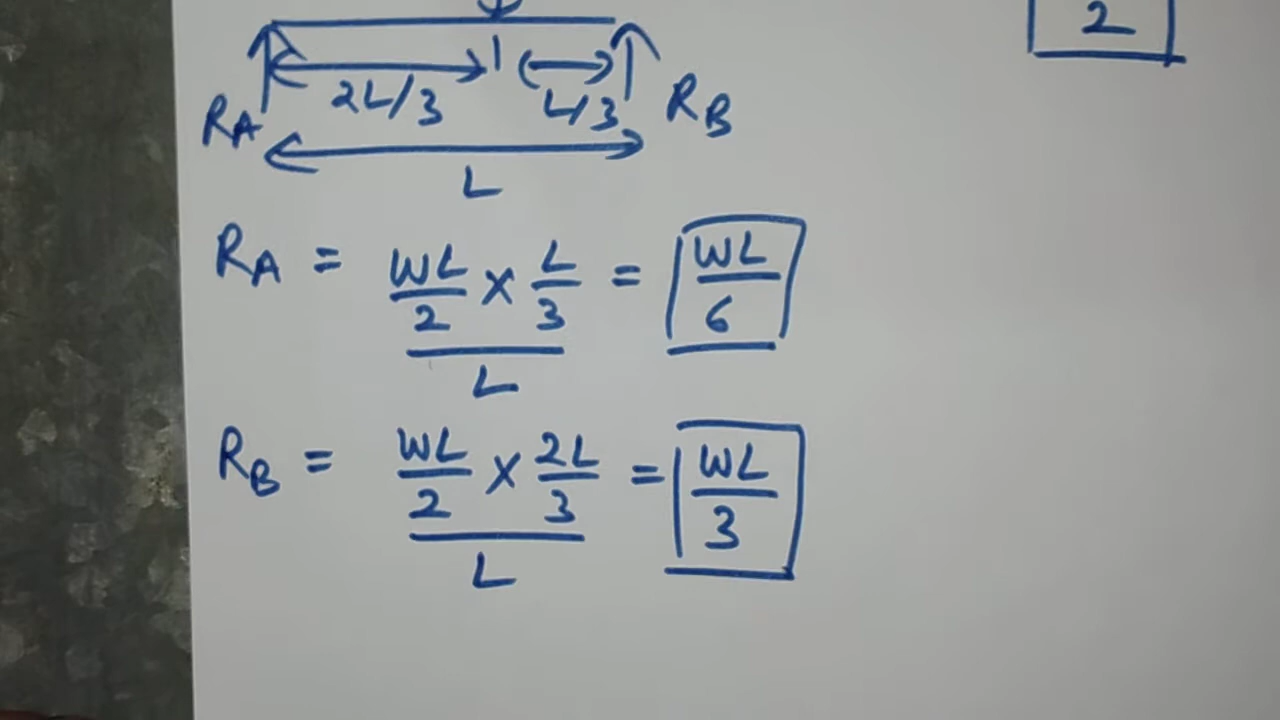 2
2L/3 L/3
RA RB
L
RA = WL/2 × L/3 / L = WL/6
RB = WL/2 × 2L/3 / L = WL/3